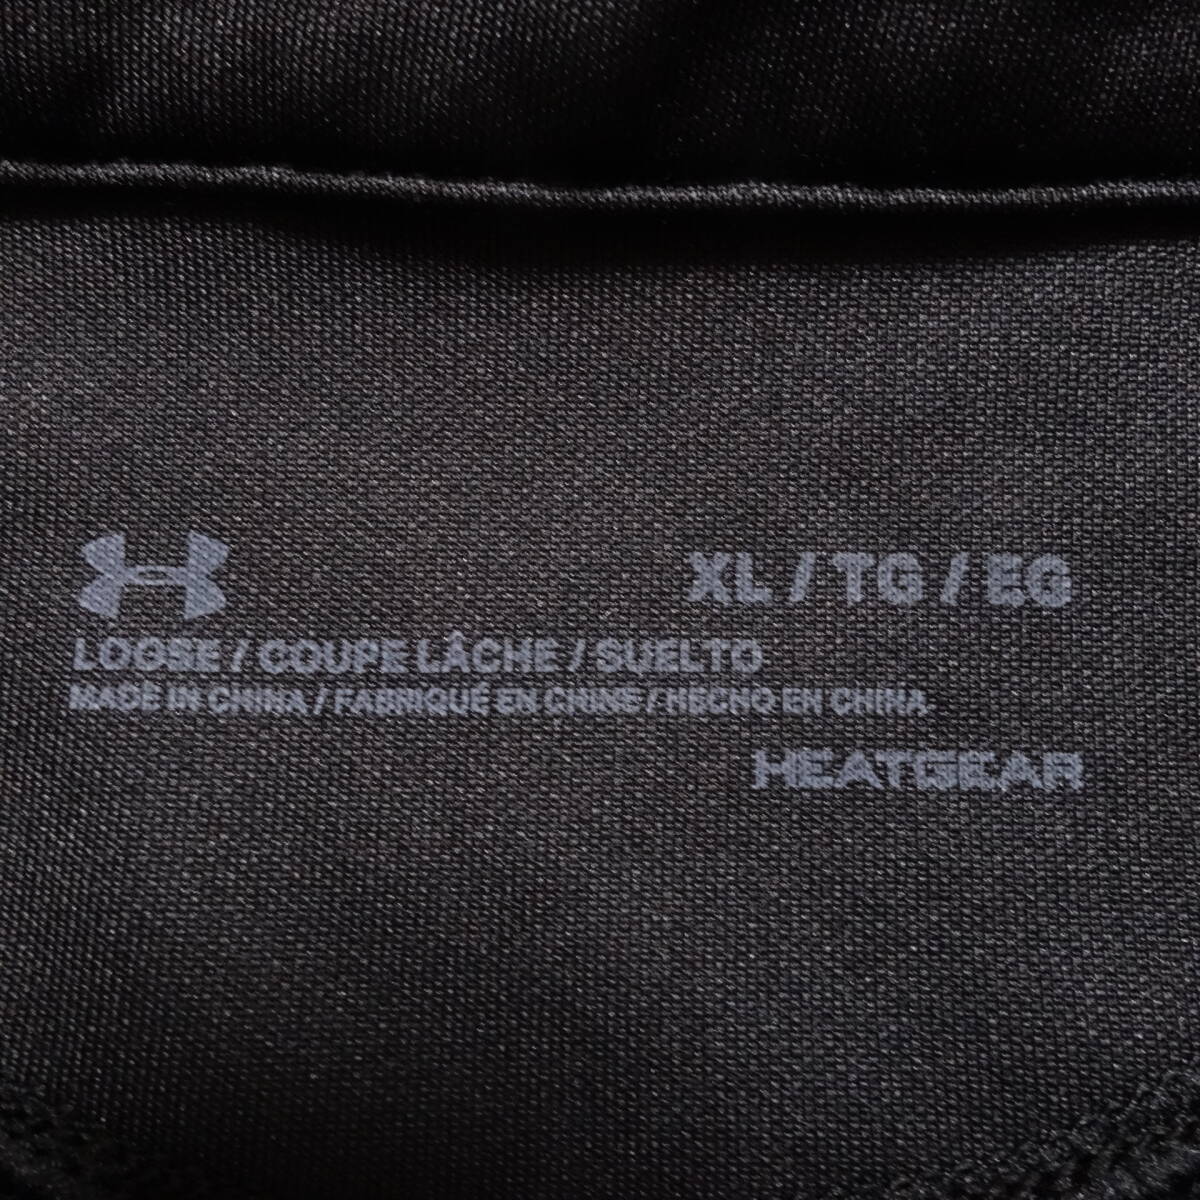 XL / TG / EG
LOOSE / COUPE LÂCHE / SUELTO
MADE IN CHINA / FABRIQUÉ EN CHINE / HECHO EN CHINA
HEATGEAR